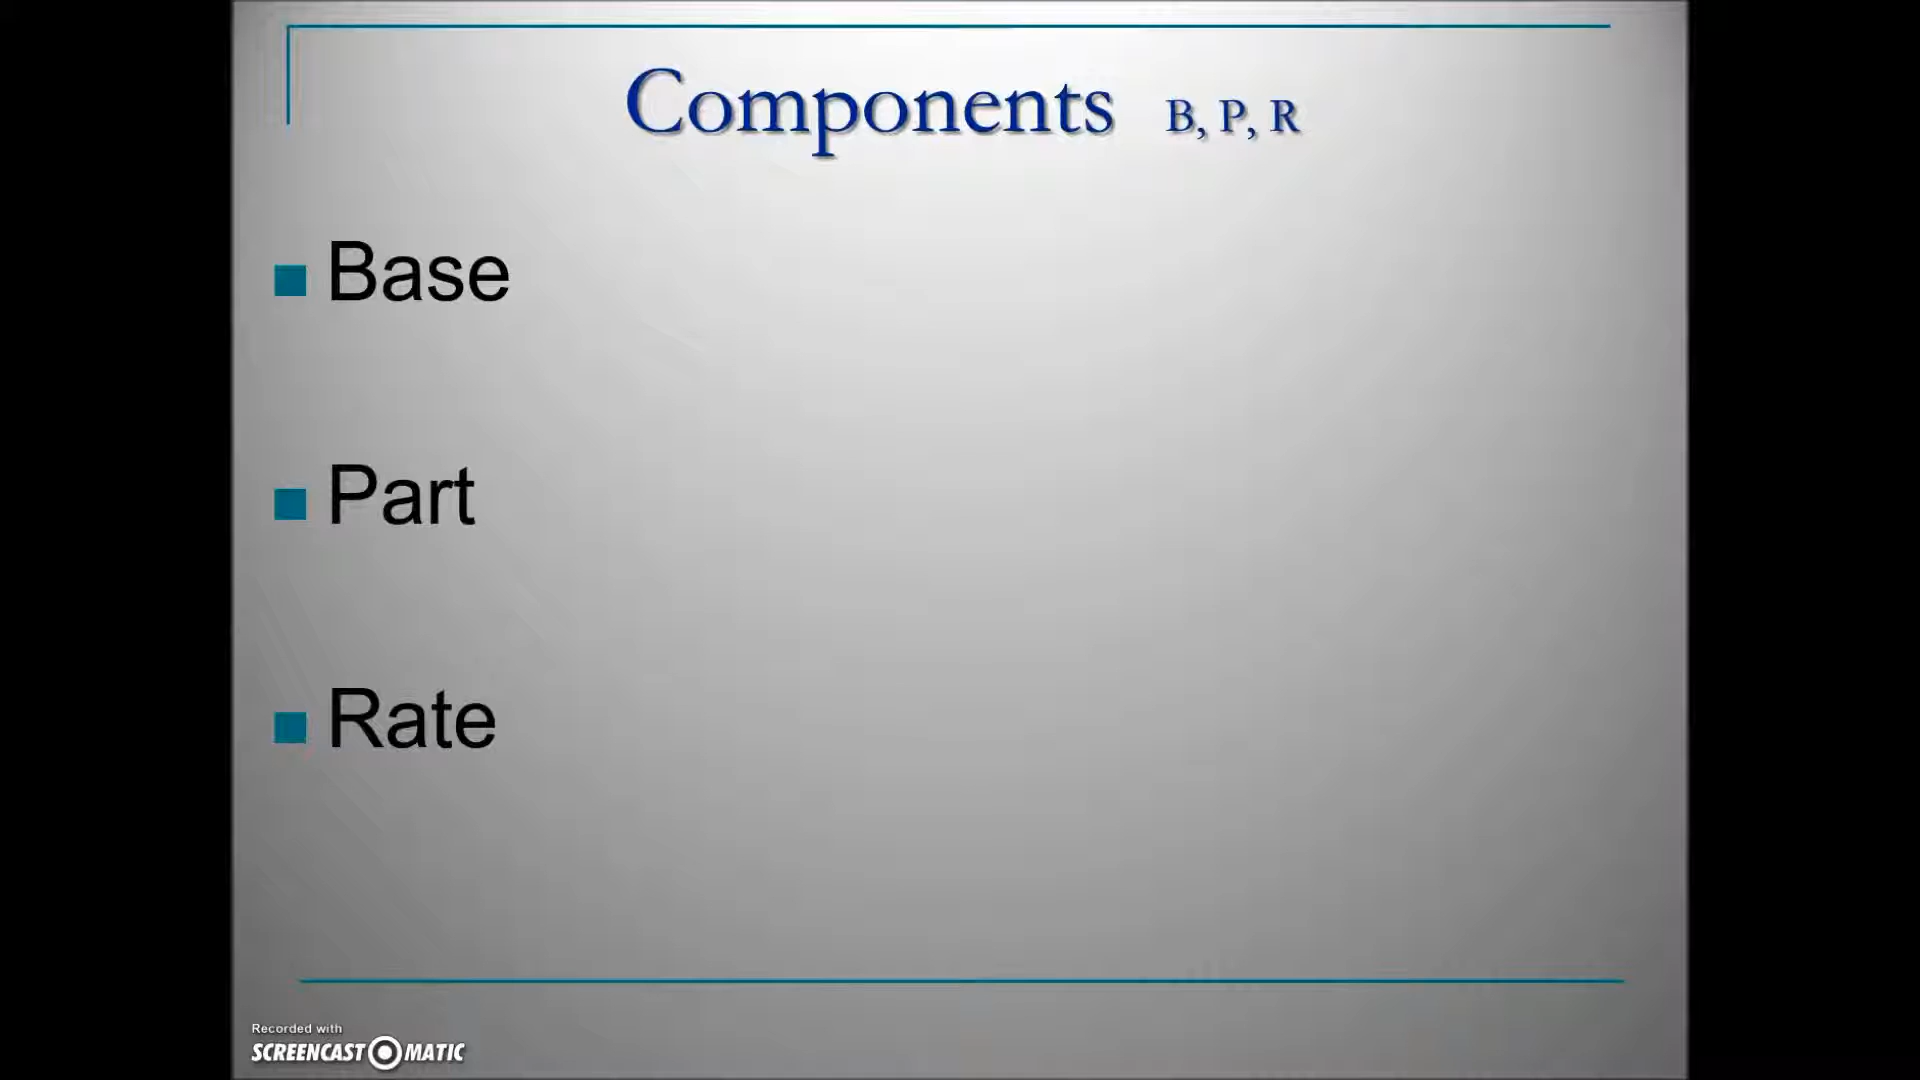 Components B, P, R
Base
Part
Rate
Recorded with
SCREENCAST MATIC